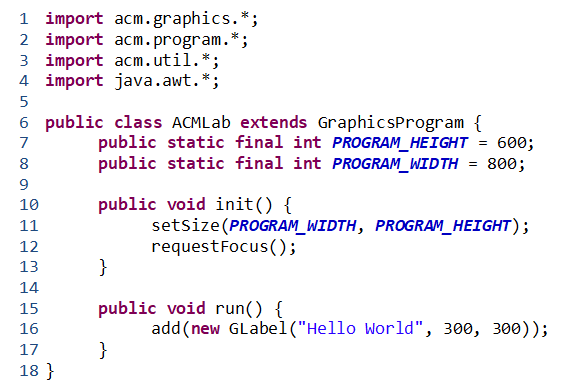 1 import acm.graphics.*;
2 import acm.program.*;
3 import acm.util.*;
4 import java.awt.*;
5
6 public class ACMLab extends GraphicsProgram {
7 public static final int PROGRAM_HEIGHT = 600;
8 public static final int PROGRAM_WIDTH = 800;
9
10 public void init() {
11 setSize(PROGRAM_WIDTH, PROGRAM_HEIGHT);
12 requestFocus();
13 }
14
15 public void run() {
16 add(new GLabel("Hello World", 300, 300));
17 }
18 }